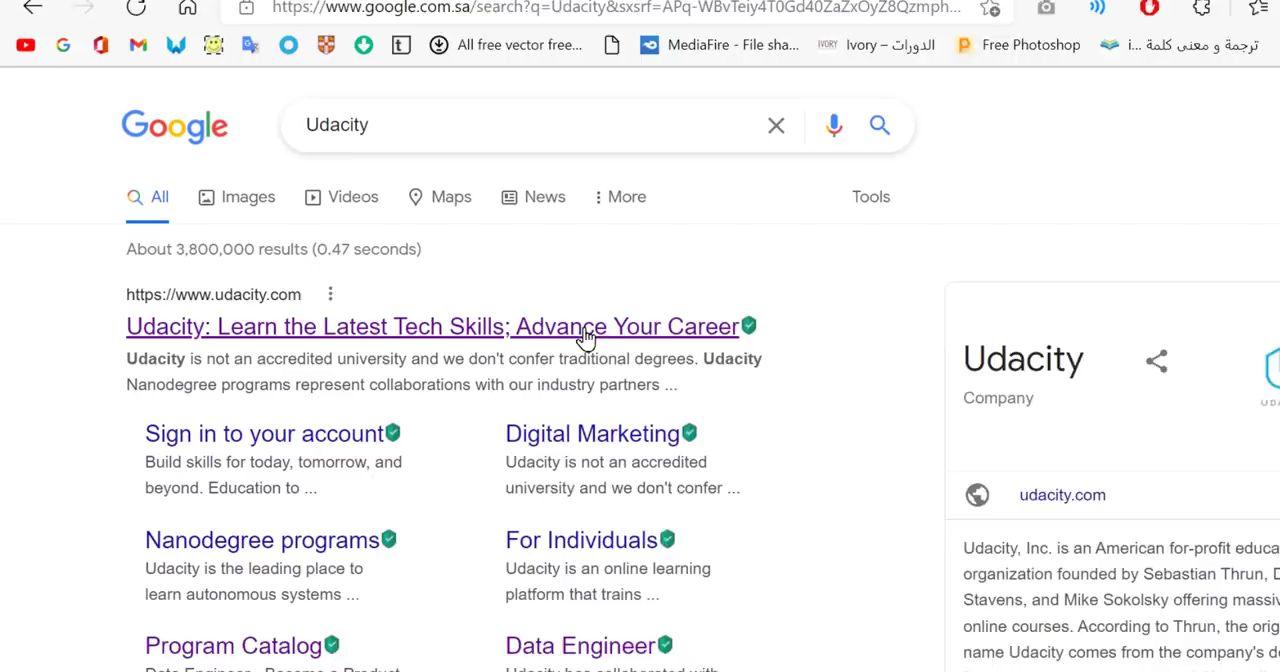 https://www.google.com.sa/search?q=Udacity&sxsrf=APq-WBvTeiy4T0Gd40ZaZxOyZ8Qzmph...
All free vector free...
MediaFire - File sha...
IVORY
Ivory – الدورات
Free Photoshop
ترجمة و معنى كلمة i...
Google
Udacity
All
Images
Videos
Maps
News
More
Tools
About 3,800,000 results (0.47 seconds)
https://www.udacity.com
Udacity: Learn the Latest Tech Skills; Advance Your Career
Udacity is not an accredited university and we don't confer traditional degrees. Udacity
Nanodegree programs represent collaborations with our industry partners ...
Sign in to your account
Build skills for today, tomorrow, and
beyond. Education to ...
Digital Marketing
Udacity is not an accredited
university and we don't confer ...
Nanodegree programs
Udacity is the leading place to
learn autonomous systems ...
For Individuals
Udacity is an online learning
platform that trains ...
Program Catalog
Data Engineer
Udacity
Company
udacity.com
Udacity, Inc. is an American for-profit educa
organization founded by Sebastian Thrun, D
Stavens, and Mike Sokolsky offering massiv
online courses. According to Thrun, the orig
name Udacity comes from the company's de